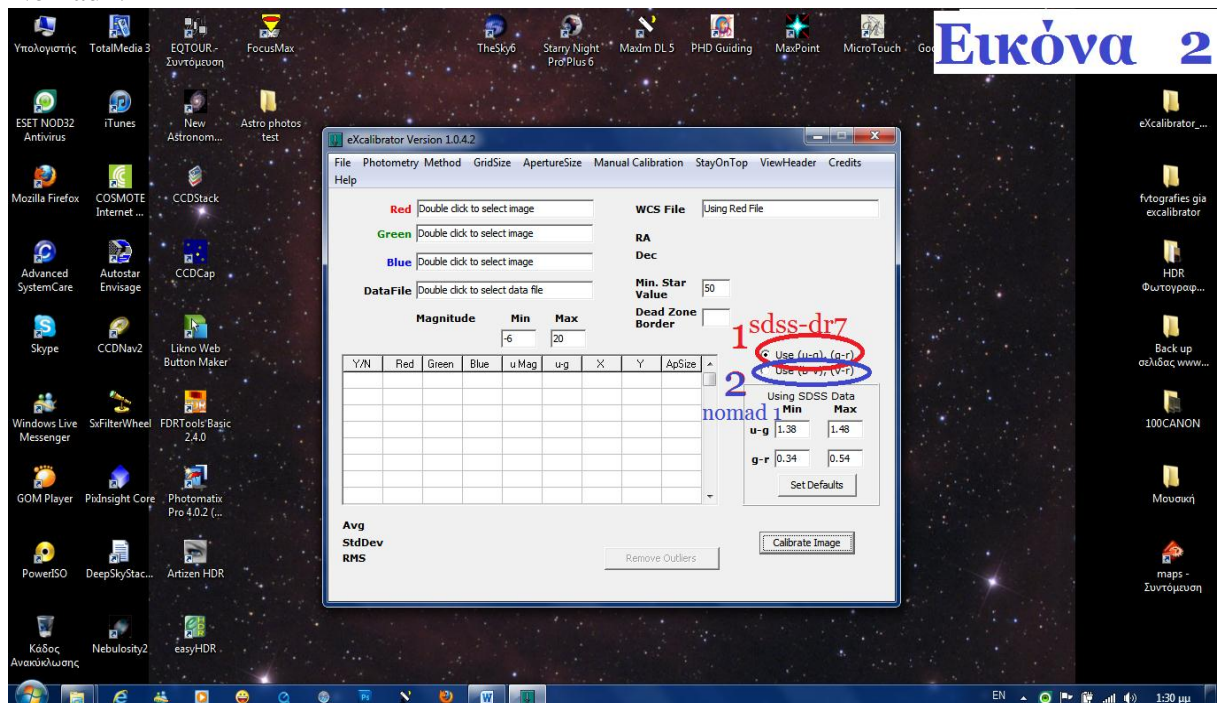 Εικόνα 2
Υπολογιστής
TotalMedia 3
EQTOUR -
Συντόμευση
FocusMax
TheSky6
Starry Night
Pro Plus 6
MaxIm DL 5
PHD Guiding
MaxPoint
MicroTouch
ESET NOD32
Antivirus
iTunes
New
Astronom...
Astro photos
test
eXcalibrator_...
Mozilla Firefox
COSMOTE
Internet ...
CCDStack
fvtografies gia
excalibrator
Advanced
SystemCare
Autostar
Envisage
CCDCap
HDR
Φωτογραφ...
Skype
CCDNav2
Likno Web
Button Maker
Back up
σελιδας www...
Windows Live
Messenger
SxFilterWheel
FDRTools Basic
2.4.0
100CANON
GOM Player
PixInsight Core
Photomatix
Pro 4.0.2 (...
Μουσική
PowerISO
DeepSkyStac...
Artizen HDR
maps -
Συντόμευση
Κάδος
Ανακύκλωσης
Nebulosity2
easyHDR
eXcalibrator Version 1.0.4.2
File Photometry Method GridSize ApertureSize Manual Calibration StayOnTop ViewHeader Credits
Help
Red Double click to select image
WCS File Using Red File
Green Double click to select image
RA
Blue Double click to select image
Dec
DataFile Double click to select data file
Min. Star
Value 50
Magnitude Min Max
-6 20
Dead Zone
Border
1 sdss-dr7
Use (u-g), (g-r)
Use (b-v), (v-r)
2
nomad 1
Y/N Red Green Blue u Mag u-g X Y ApSize
Using SDSS Data
Min Max
u-g 1.38 1.48
g-r 0.34 0.54
Set Defaults
Avg
StdDev
RMS
Remove Outliers
Calibrate Image
EN 1:30 μμ